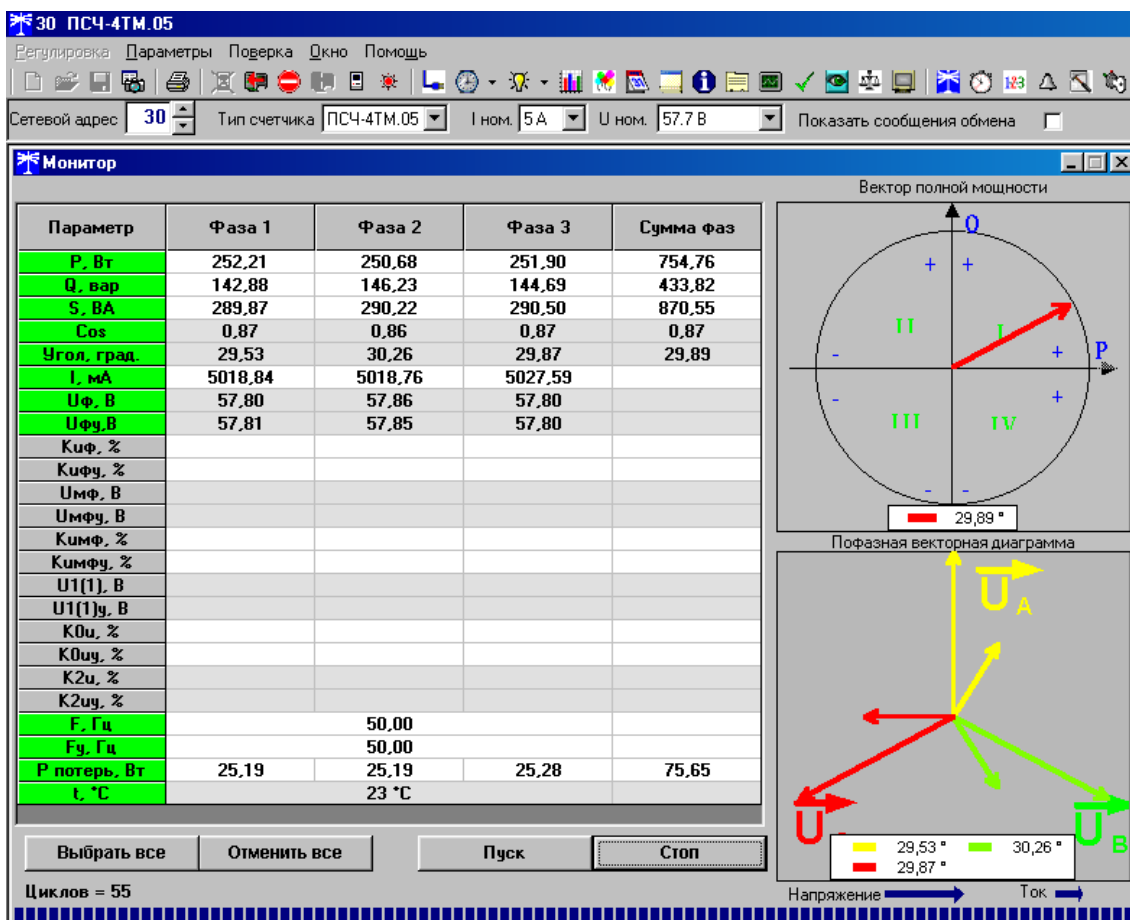 30 ПСЧ-4ТМ.05
Регулировка Параметры Поверка Окно Помощь
Сетевой адрес 30 Тип счетчика ПСЧ-4ТМ.05 I ном. 5 А U ном. 57.7 В Показать сообщения обмена
Монитор
Параметр Фаза 1 Фаза 2 Фаза 3 Сумма фаз
P, Вт 252,21 250,68 251,90 754,76
Q, вар 142,88 146,23 144,69 433,82
S, ВА 289,87 290,22 290,50 870,55
Cos 0,87 0,86 0,87 0,87
Угол, град. 29,53 30,26 29,87 29,89
I, мА 5018,84 5018,76 5027,59
Uф, В 57,80 57,86 57,80
Uфу,В 57,81 57,85 57,80
Kuф, %
Kuфу, %
Uмф, В
Uмфу, В
Kuмф, %
Kuмфу, %
U1(1), В
U1(1)у, В
K0u, %
K0uy, %
K2u, %
K2uy, %
F, Гц 50,00
Fy, Гц 50,00
P потерь, Вт 25,19 25,19 25,28 75,65
t, °C 23 °C
Выбрать все Отменить все Пуск Стоп
Циклов = 55
Вектор полной мощности
Q
+ +
II I
- + P
- +
III IV
- -
29,89 °
Пофазная векторная диаграмма
U A
U U B
29,53 ° 30,26 °
29,87 °
Напряжение Ток